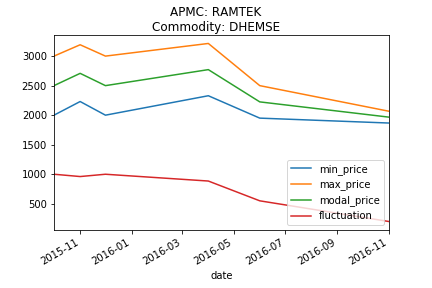 APMC: RAMTEK
Commodity: DHEMSE
3000
2500
2000
1500
1000
500
min_price
max_price
modal_price
fluctuation
2015-11
2016-01
2016-03
2016-05
2016-07
2016-09
2016-11
date